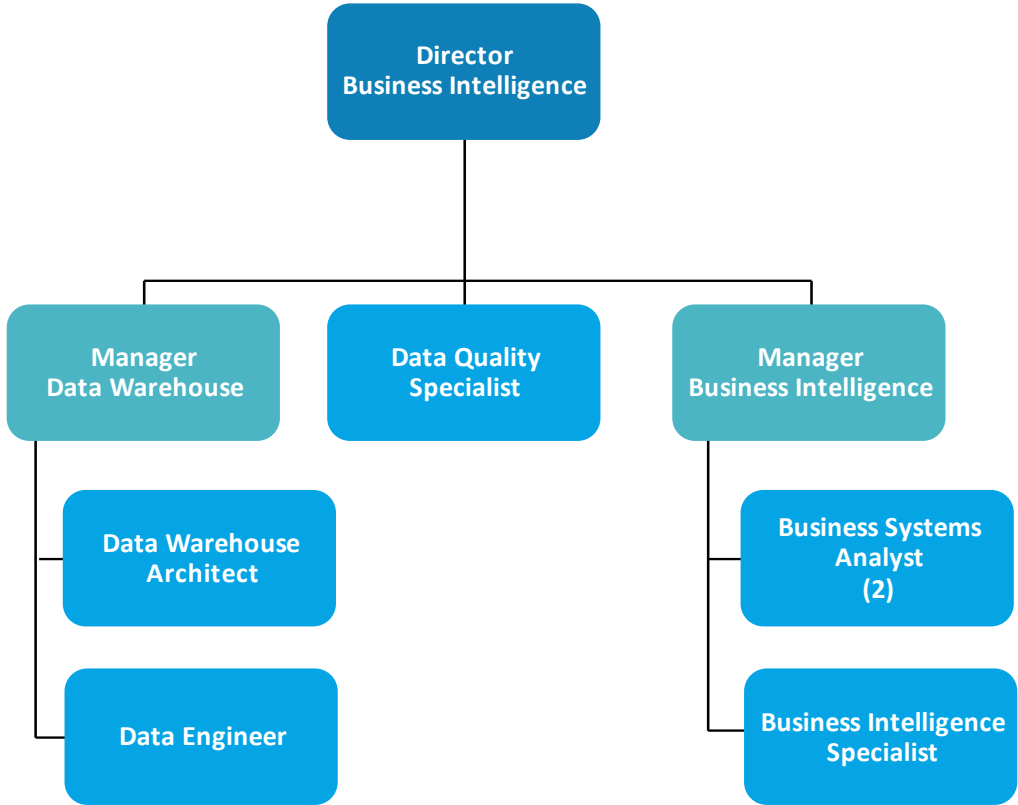 Director
Business Intelligence
Manager
Data Warehouse
Data Quality
Specialist
Manager
Business Intelligence
Data Warehouse
Architect
Business Systems
Analyst
(2)
Data Engineer
Business Intelligence
Specialist